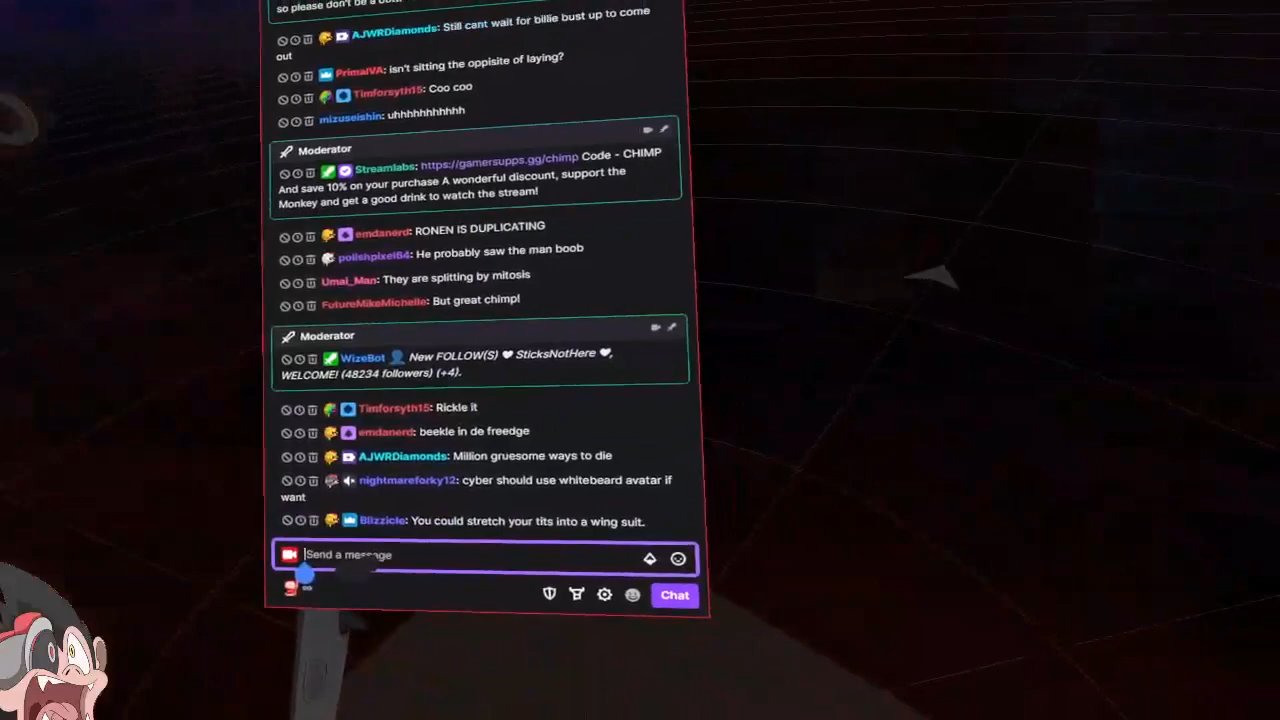 so please don't be a
AJWRDiamonds: Still cant wait for billie bust up to come
out
PrimalVA: isn't sitting the oppisite of laying?
Timforsyth15: Coo coo
mizuseishin: uhhhhhhhhhh
Moderator
Streamlabs: https://gamersupps.gg/chimp Code - CHIMP
And save 10% on your purchase A wonderful discount, support the
Monkey and get a good drink to watch the stream!
emdanerd: RONEN IS DUPLICATING
polishpixel64: He probably saw the man boob
Umai_Man: They are splitting by mitosis
FutureMikeMichelle: But great chimp!
Moderator
WizeBot 👤 New FOLLOW(S) ❤ SticksNotHere ❤,
WELCOME! (48234 followers) (+4).
Timforsyth15: Rickle it
emdanerd: beekle in de freedge
AJWRDiamonds: Million gruesome ways to die
nightmareforky12: cyber should use whitebeard avatar if
want
Blizzicle: You could stretch your tits into a wing suit.
Send a message
∞
Chat